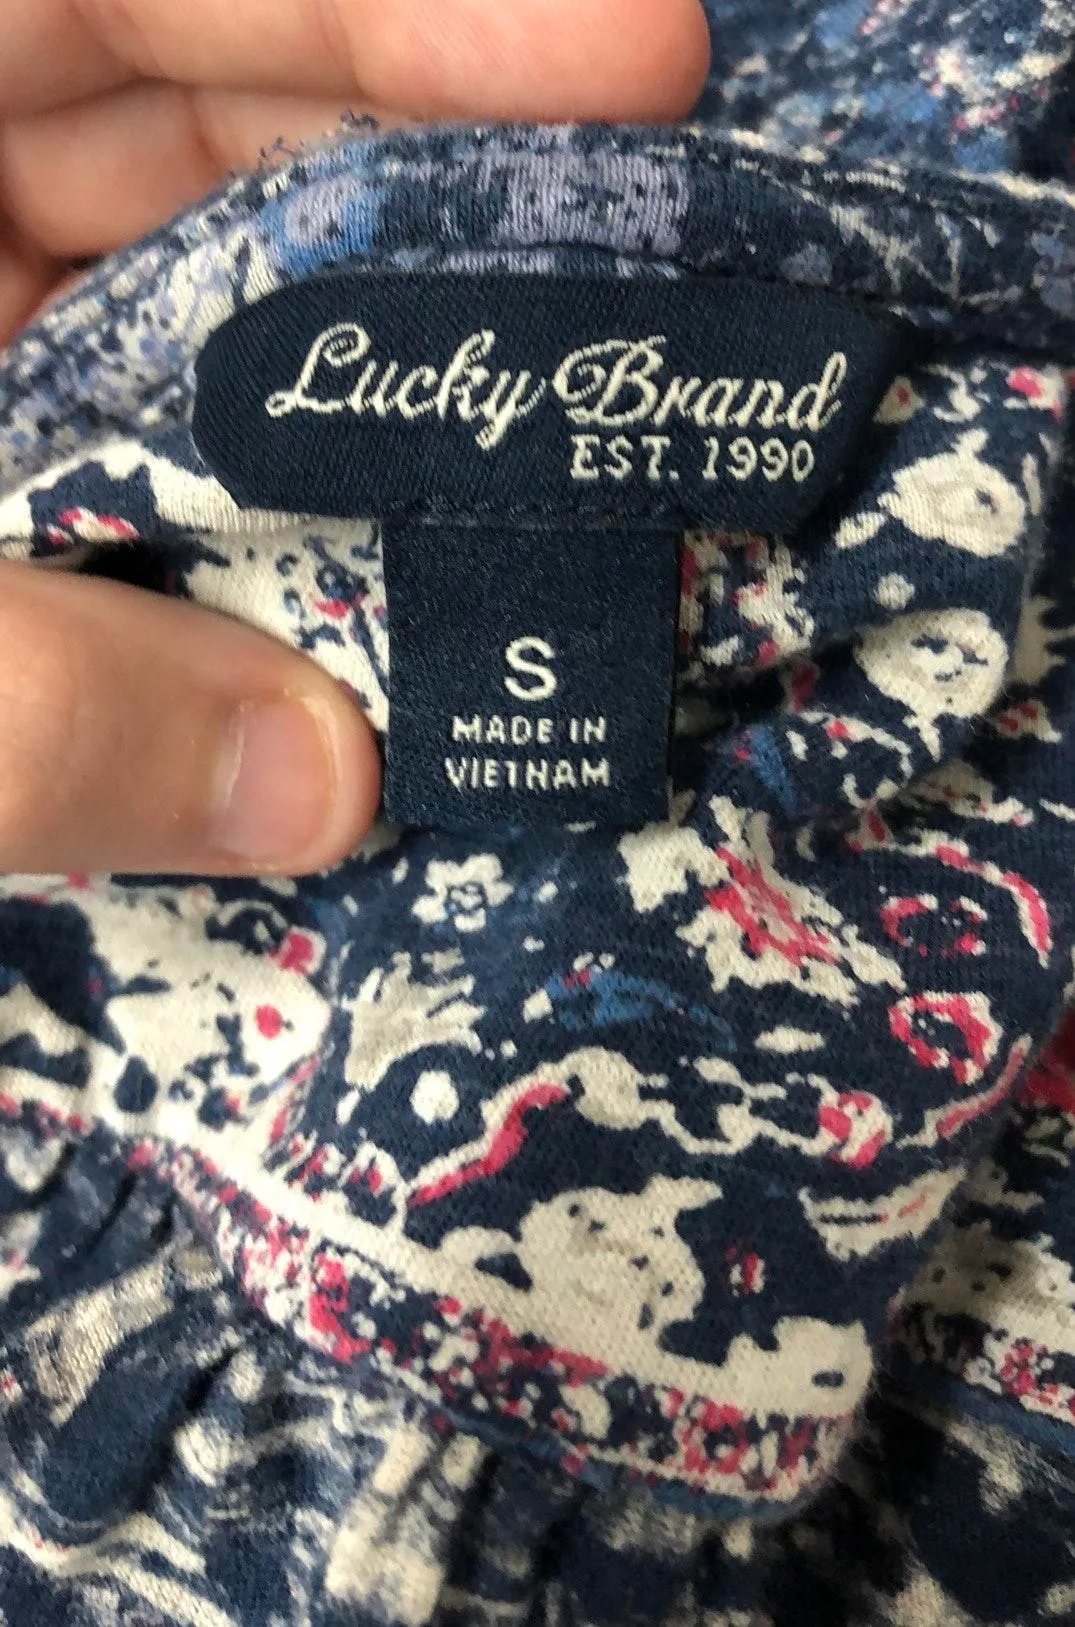 Lucky Brand
EST. 1990
S
MADE IN
VIETNAM